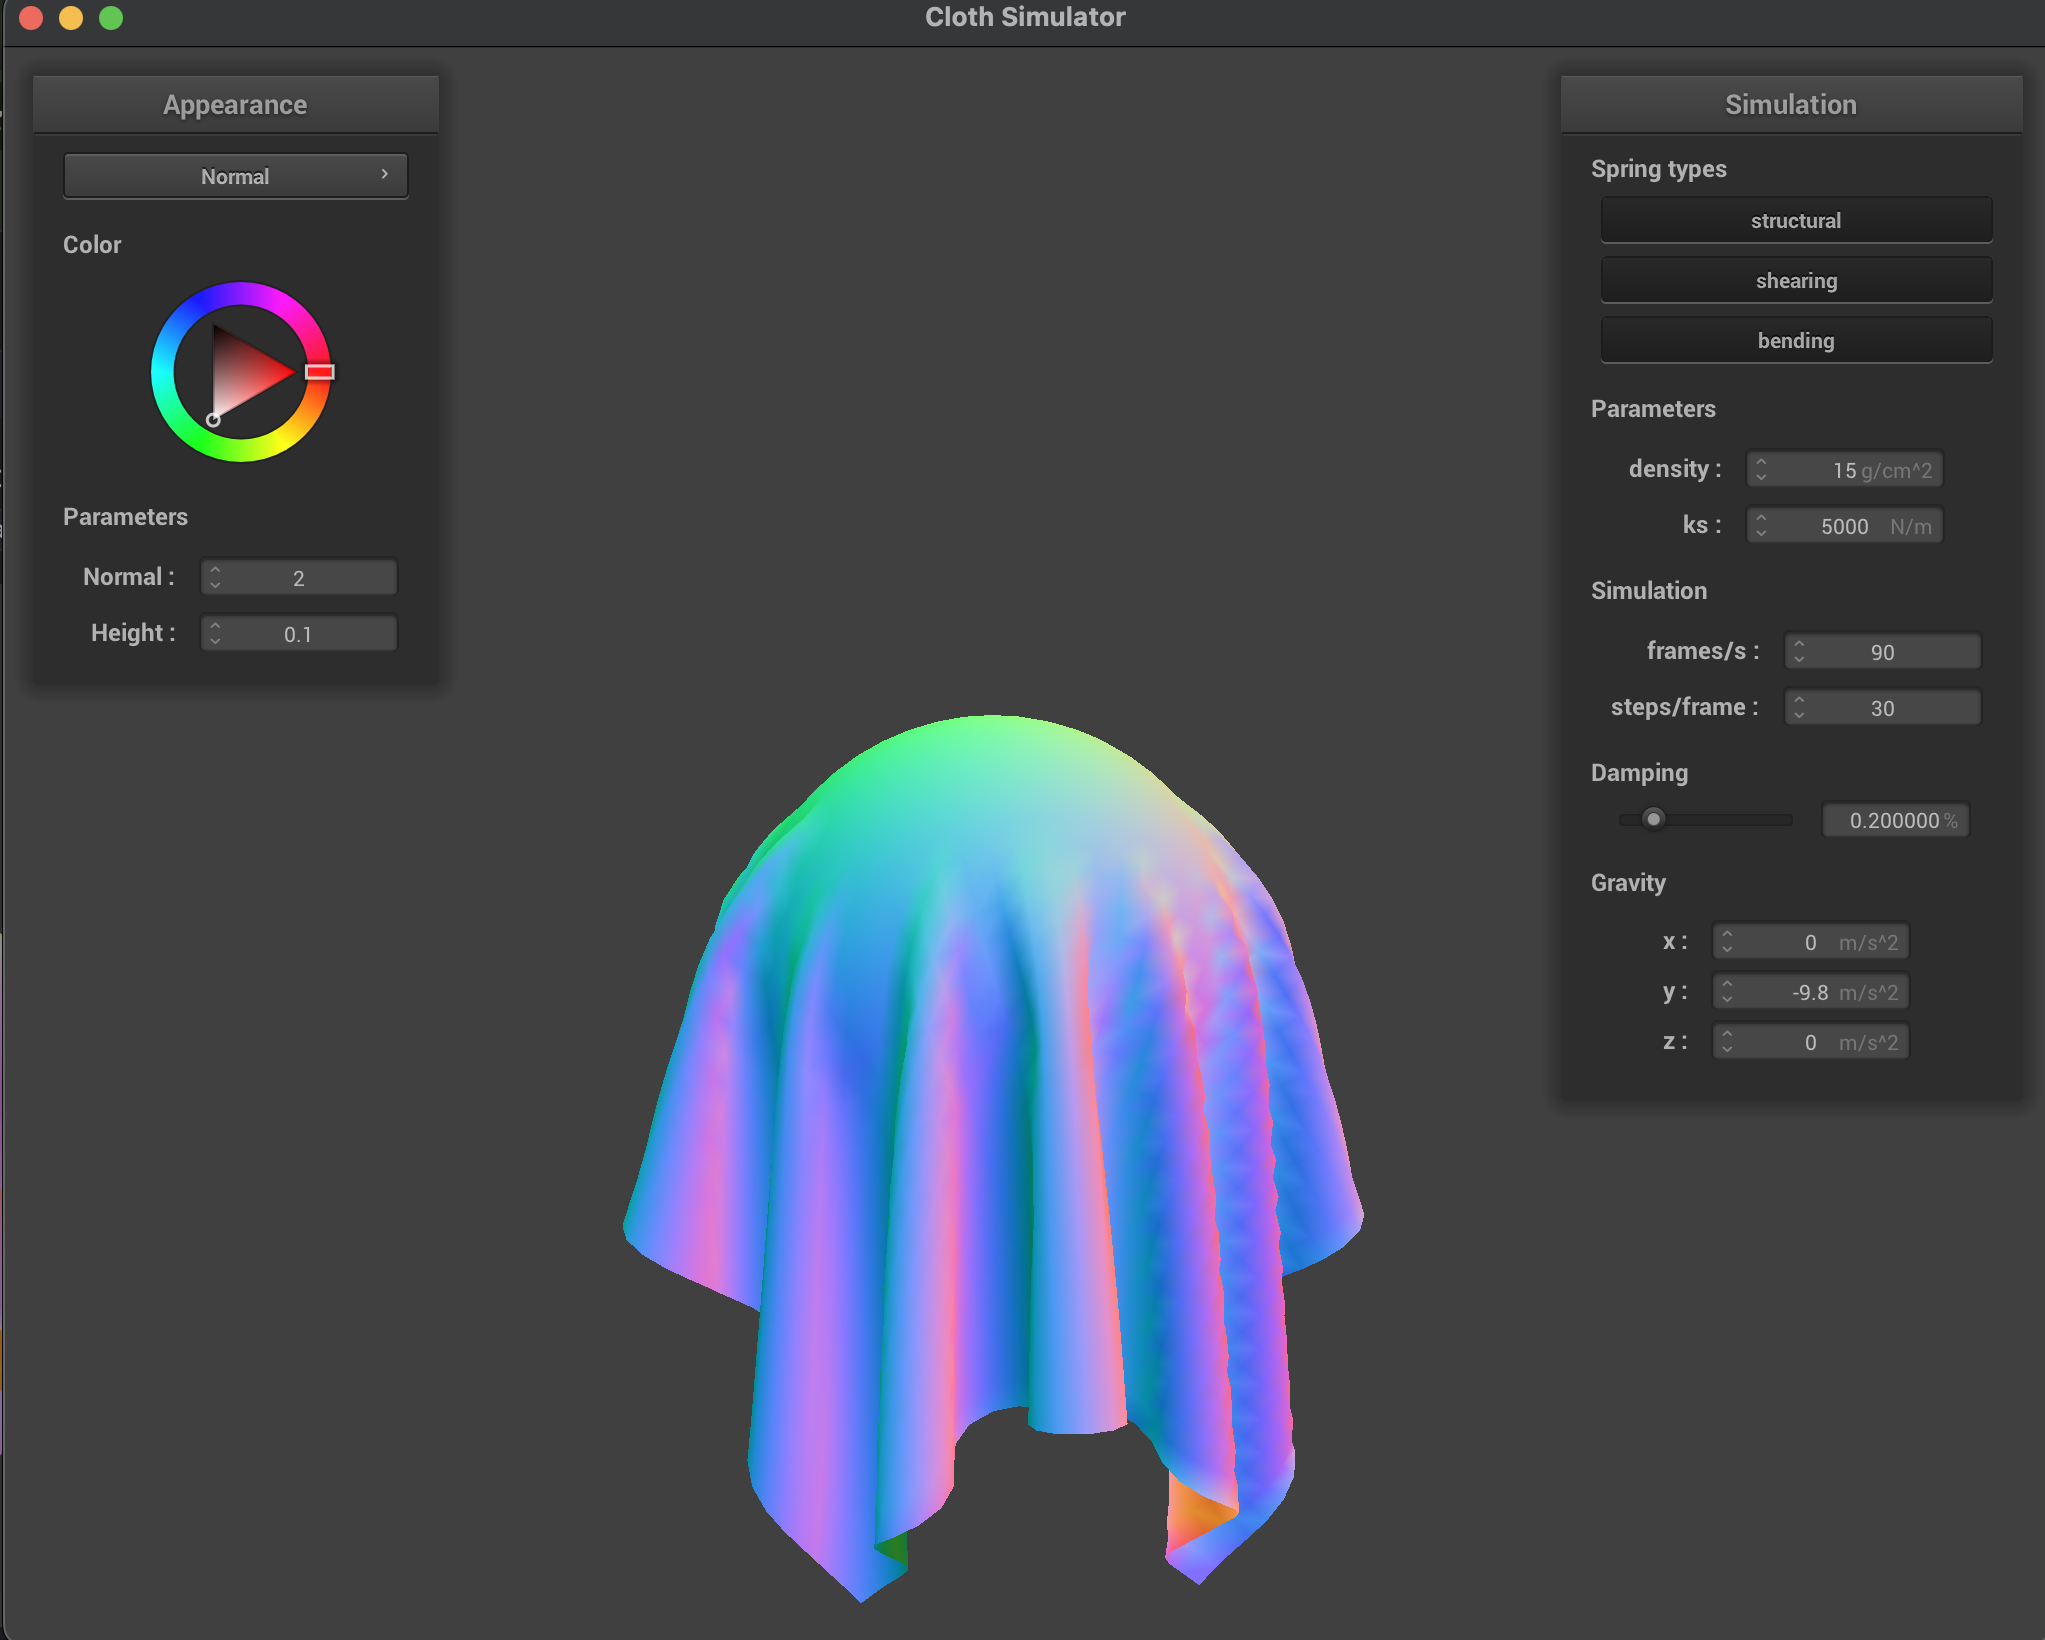 Cloth Simulator
Appearance
Normal
Color
Parameters
Normal : 2
Height : 0.1
Simulation
Spring types
structural
shearing
bending
Parameters
density : 15 g/cm^2
ks : 5000 N/m
Simulation
frames/s : 90
steps/frame : 30
Damping
0.200000 %
Gravity
x : 0 m/s^2
y : -9.8 m/s^2
z : 0 m/s^2